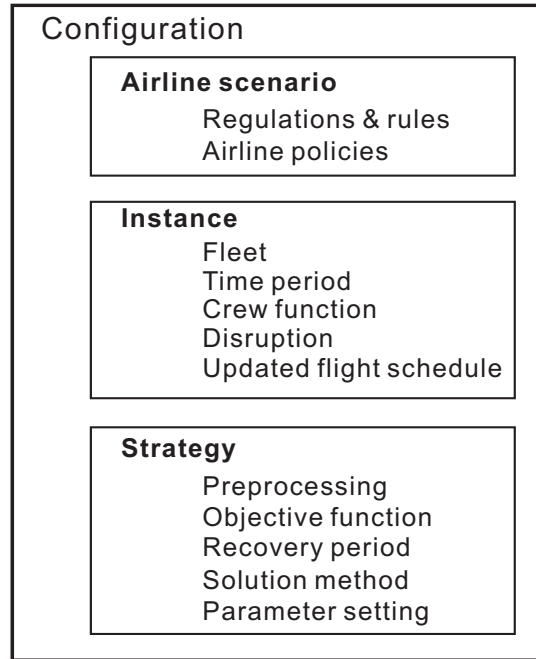 Configuration
Airline scenario
Regulations & rules
Airline policies
Instance
Fleet
Time period
Crew function
Disruption
Updated flight schedule
Strategy
Preprocessing
Objective function
Recovery period
Solution method
Parameter setting